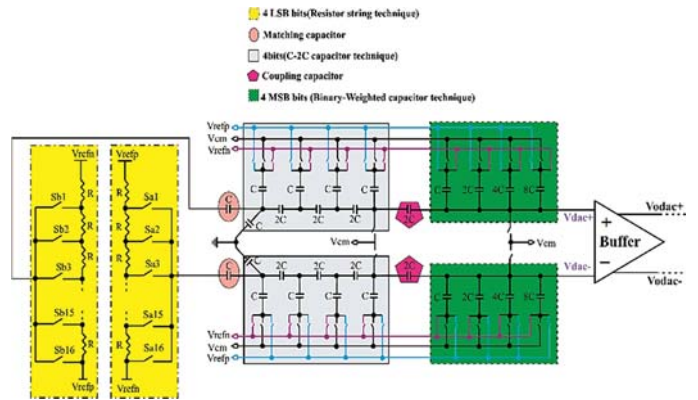 4 LSB bits(Resistor string technique)
Matching capacitor
4bits(C-2C capacitor technique)
Coupling capacitor
4 MSB bits (Binary-Weighted capacitor technique)
Vrefp
Vcm
Vrefn
Vrefn
Vrefp
R
R
Sb1
Sa1
R
R
Sb2
Sa2
R
R
Sb3
Sa3
Sb15
Sa15
R
R
Sb16
Sa16
Vrefp
Vrefn
C
C
C
C
C
C
2C
2C
2C
2C
C
2C
4C
8C
Vdac+
Vcm
Vcm
Vdac-
+
Buffer
−
Vodac+
Vodac-
C
C
2C
2C
2C
2C
C
C
C
C
C
2C
4C
8C
Vrefn
Vcm
Vrefp